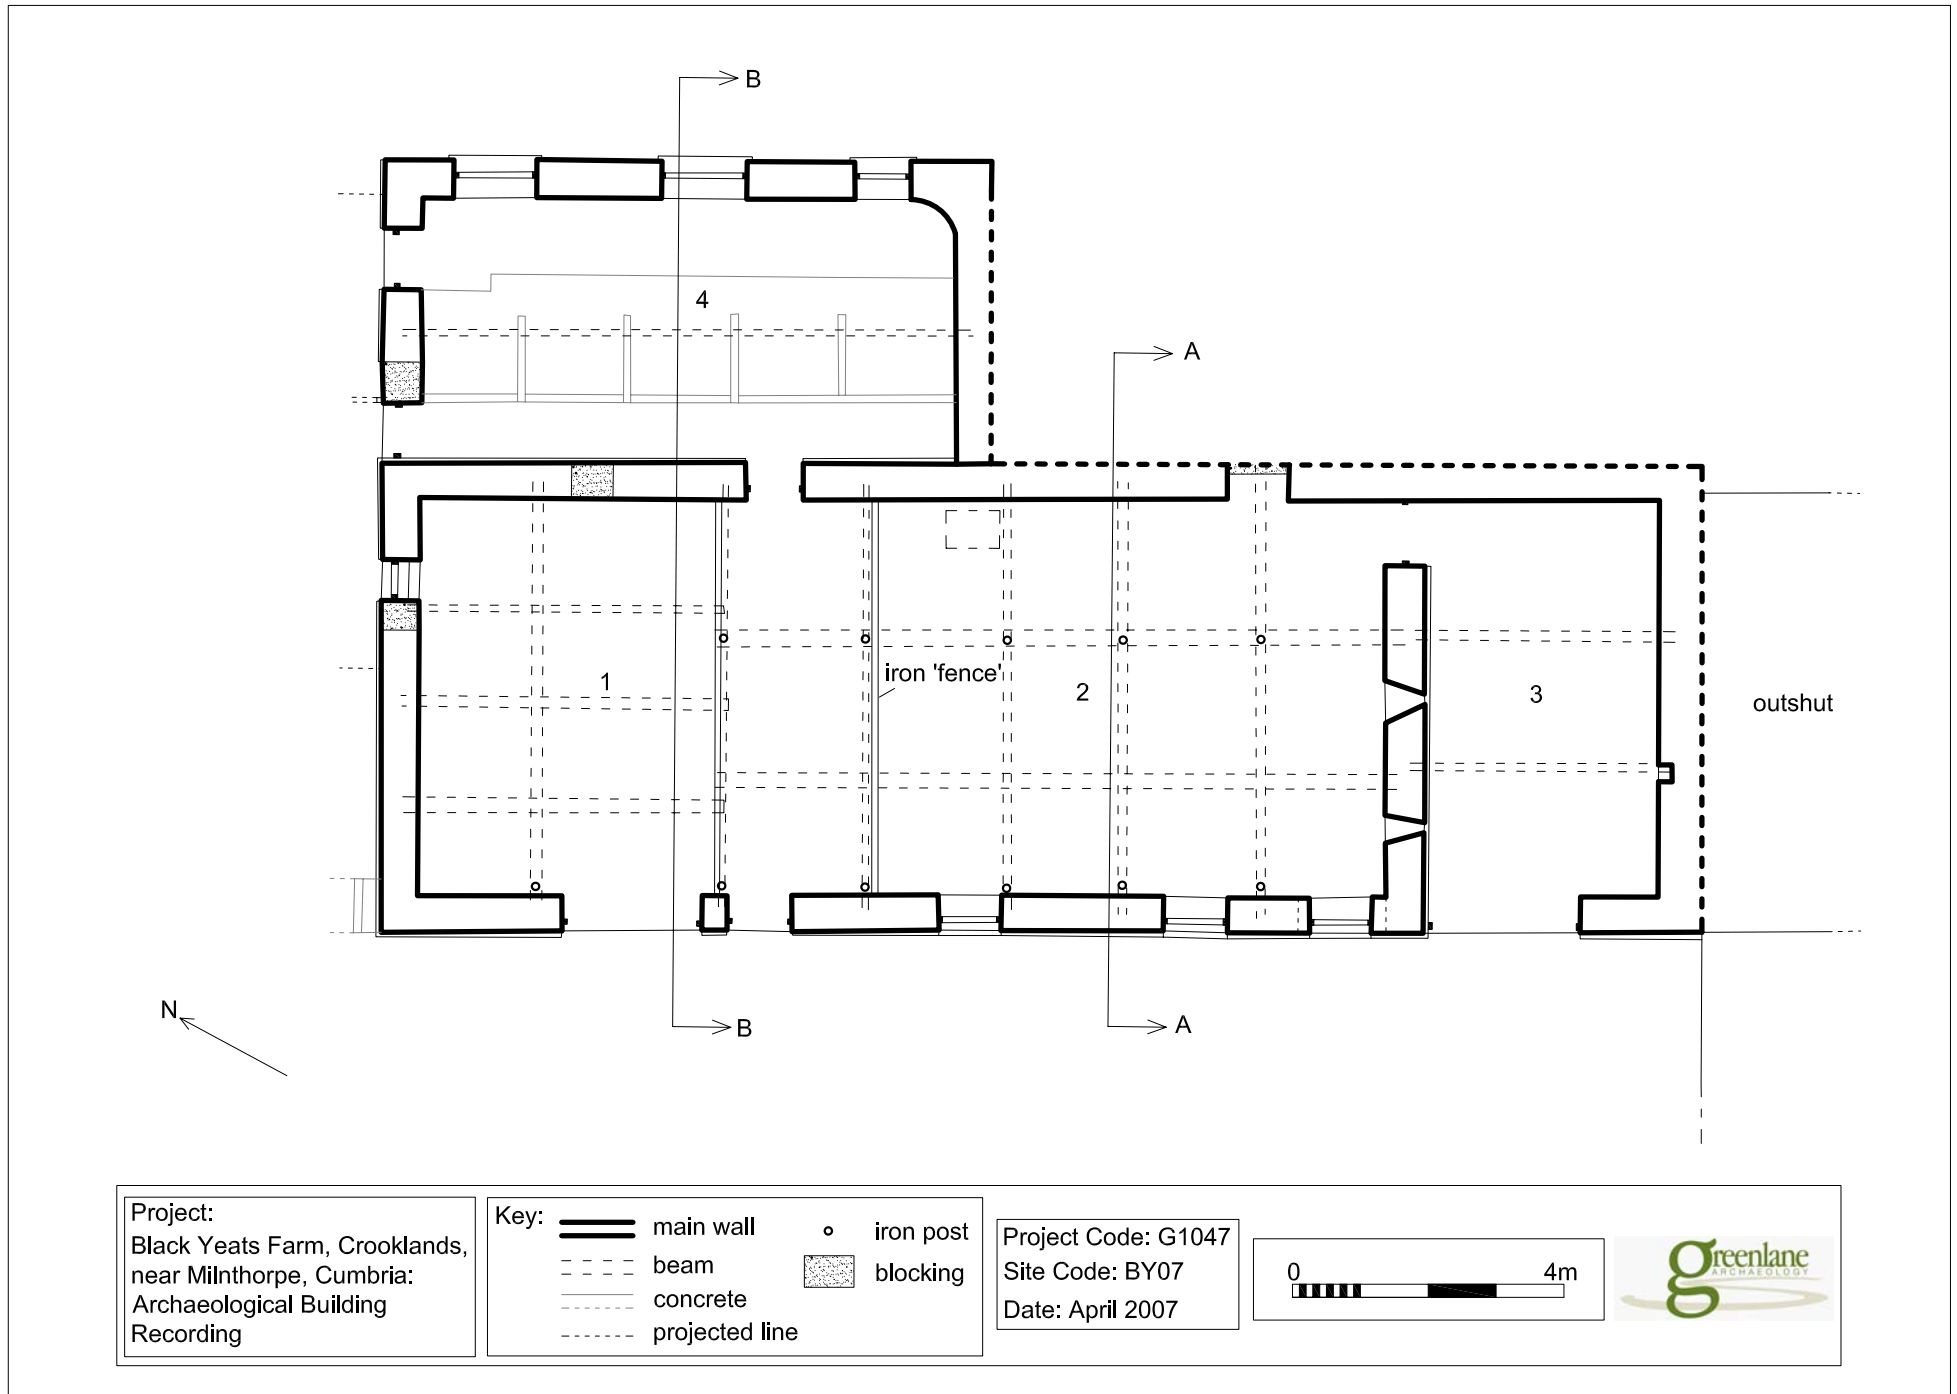 B
4
A
iron 'fence'
1
2
3
outshut
N
B
A
Project:
Black Yeats Farm, Crooklands,
near Milnthorpe, Cumbria:
Archaeological Building
Recording
Key:
main wall
beam
concrete
projected line
iron post
blocking
Project Code: G1047
Site Code: BY07
Date: April 2007
0 4m
greenlane
ARCHAEOLOGY